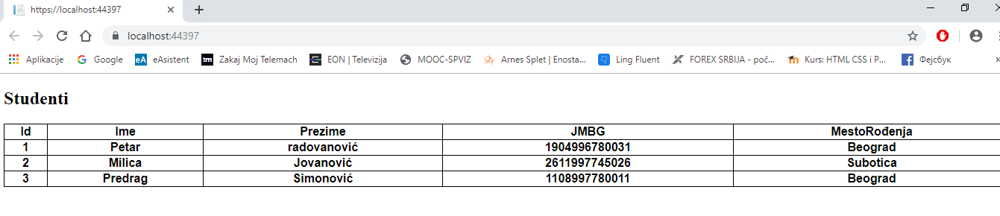 https://localhost:44397
localhost:44397
Aplikacije Google eAsistent Zakaj Moj Telemach EON | Televizija MOOC-SPVIZ Arnes Splet | Enosta... Ling Fluent FOREX SRBIJA - poč... Kurs: HTML CSS i P... Фејсбук
Studenti
Id Ime Prezime JMBG MestoRođenja
1 Petar radovanović 1904996780031 Beograd
2 Milica Jovanović 2611997745026 Subotica
3 Predrag Simonović 1108997780011 Beograd